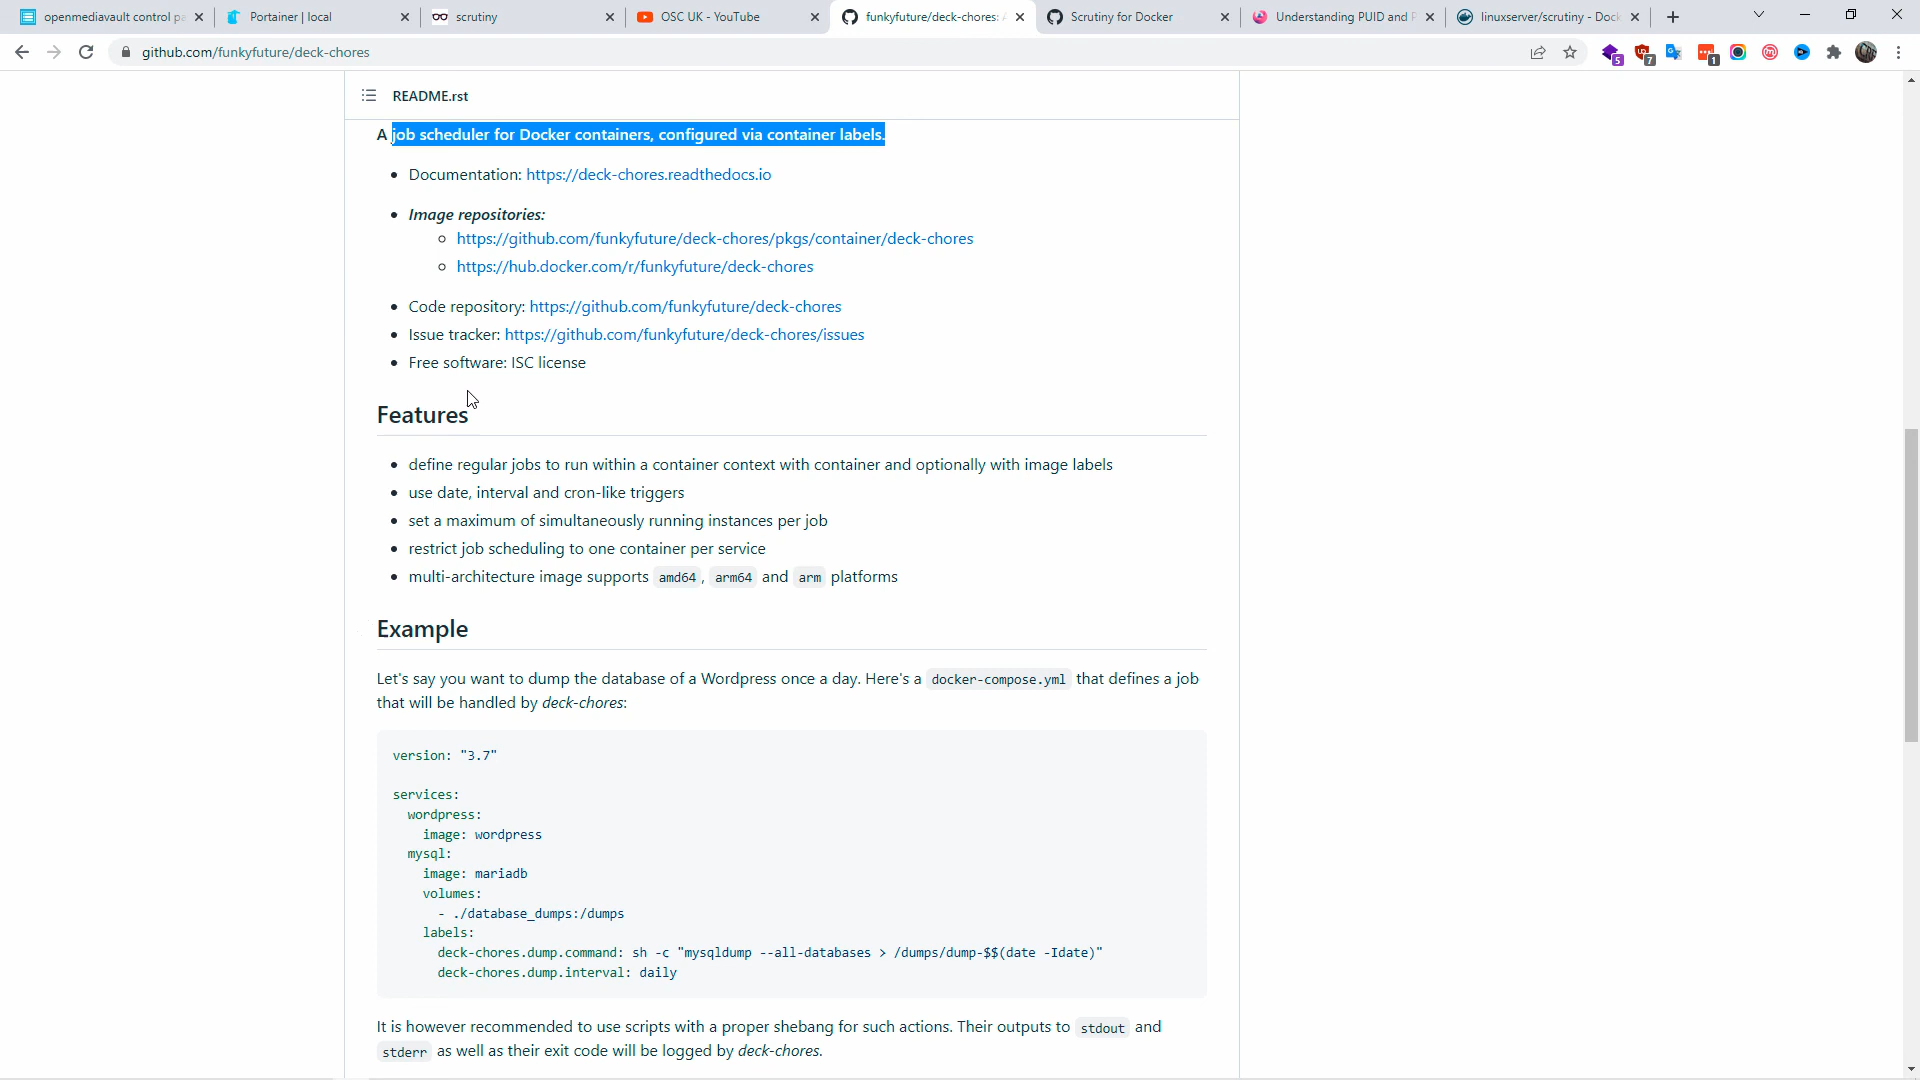 openmediavault control pa
Portainer | local
scrutiny
OSC UK - YouTube
funkyfuture/deck-chores:
Scrutiny for Docker
Understanding PUID and P
linuxserver/scrutiny - Dock
github.com/funkyfuture/deck-chores
5
7
1
README.rst
A job scheduler for Docker containers, configured via container labels.
Documentation: https://deck-chores.readthedocs.io
Image repositories:
https://github.com/funkyfuture/deck-chores/pkgs/container/deck-chores
https://hub.docker.com/r/funkyfuture/deck-chores
Code repository: https://github.com/funkyfuture/deck-chores
Issue tracker: https://github.com/funkyfuture/deck-chores/issues
Free software: ISC license
Features
define regular jobs to run within a container context with container and optionally with image labels
use date, interval and cron-like triggers
set a maximum of simultaneously running instances per job
restrict job scheduling to one container per service
multi-architecture image supports amd64, arm64 and arm platforms
Example
Let's say you want to dump the database of a Wordpress once a day. Here's a docker-compose.yml that defines a job
that will be handled by deck-chores:
version: "3.7"
services:
wordpress:
image: wordpress
mysql:
image: mariadb
volumes:
- ./database_dumps:/dumps
labels:
deck-chores.dump.command: sh -c "mysqldump --all-databases > /dumps/dump-$$(date -Idate)"
deck-chores.dump.interval: daily
It is however recommended to use scripts with a proper shebang for such actions. Their outputs to stdout and
stderr as well as their exit code will be logged by deck-chores.